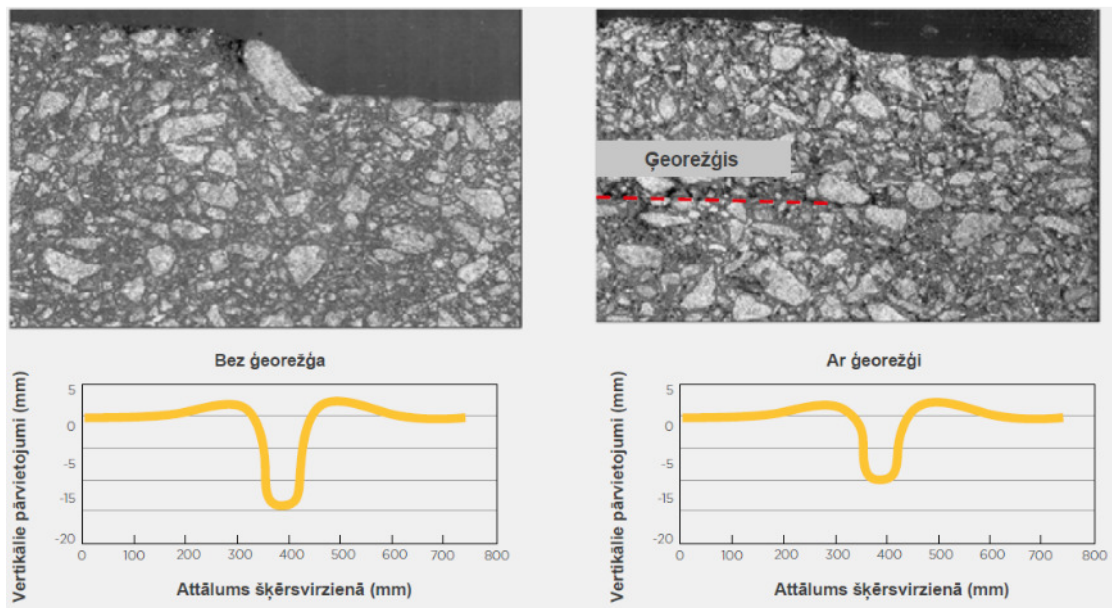 Ģeorežģis
Bez ģeorežģa
Vertikālie pārvietojumi (mm)
5
0
-5
-15
-20
0 100 200 300 400 500 600 700 800
Attālums šķērsvirzienā (mm)
Ar ģeorežģi
Vertikālie pārvietojumi (mm)
5
0
-5
-15
-20
0 100 200 300 400 500 600 700 800
Attālums šķērsvirzienā (mm)